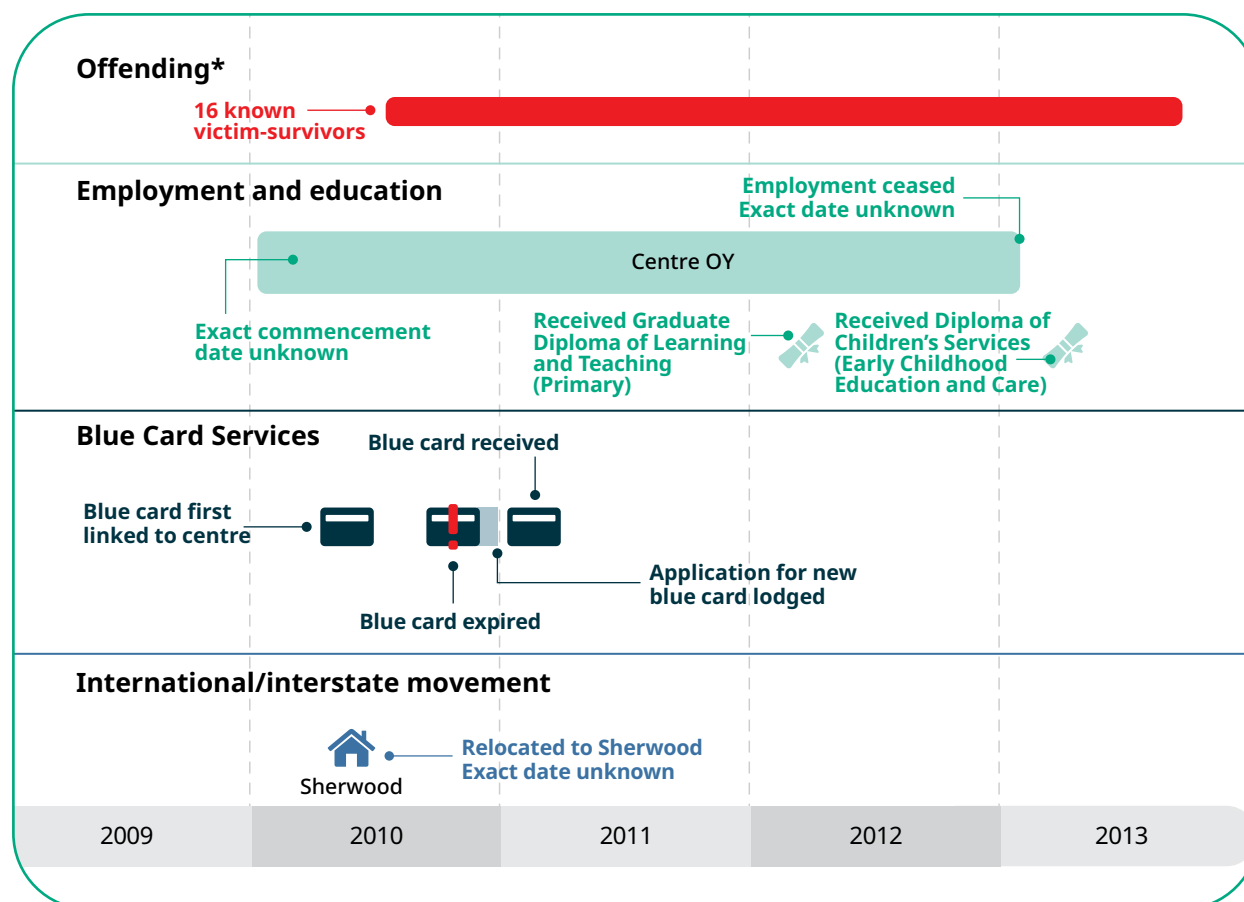 Offending*
16 known
victim-survivors
Employment and education
Employment ceased
Exact date unknown
Centre OY
Exact commencement
date unknown
Received Graduate
Diploma of Learning
and Teaching
(Primary)
Received Diploma of
Children’s Services
(Early Childhood
Education and Care)
Blue Card Services
Blue card received
Blue card first
linked to centre
Application for new
blue card lodged
Blue card expired
International/interstate movement
Relocated to Sherwood
Exact date unknown
Sherwood
2009 2010 2011 2012 2013